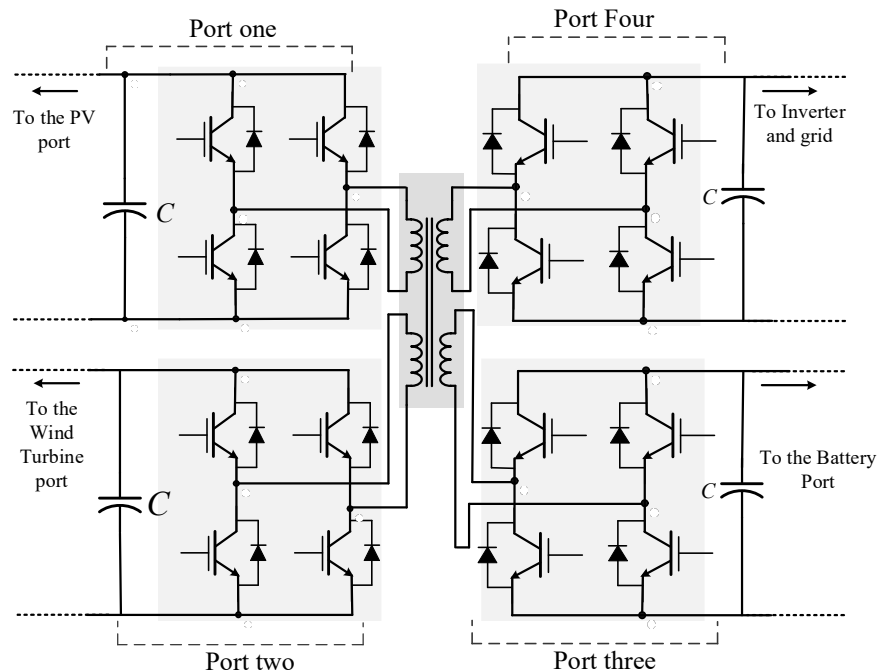 Port one
Port Four
To the PV
port
C
To Inverter
and grid
C
To the
Wind
Turbine
port
C
To the Battery
Port
C
Port two
Port three